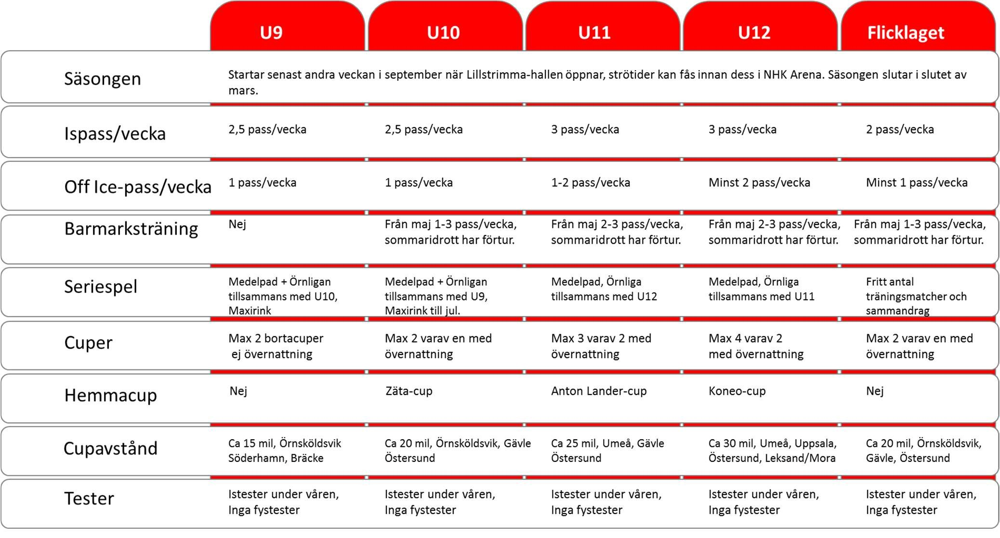 U9 U10 U11 U12 Flicklaget
Säsongen
Startar senast andra veckan i september när Lillstrimma-hallen öppnar, strötider kan fås innan dess i NHK Arena. Säsongen slutar i slutet av
mars.
Ispass/vecka
2,5 pass/vecka
2,5 pass/vecka
3 pass/vecka
3 pass/vecka
2 pass/vecka
Off Ice-pass/vecka
1 pass/vecka
1 pass/vecka
1-2 pass/vecka
Minst 2 pass/vecka
Minst 1 pass/vecka
Barmarksträning
Nej
Från maj 1-3 pass/vecka,
sommaridrott har förtur.
Från maj 2-3 pass/vecka,
sommaridrott har förtur.
Från maj 2-3 pass/vecka,
sommaridrott har förtur.
Från maj 1-3 pass/vecka,
sommaridrott har förtur.
Seriespel
Medelpad + Örnligan
tillsammans med U10,
Maxirink
Medelpad + Örnligan
tillsammans med U9,
Maxirink till jul.
Medelpad, Örnliga
tillsammans med U12
Medelpad, Örnliga
tillsammans med U11
Fritt antal
träningsmatcher och
sammandrag
Cuper
Max 2 bortacuper
ej övernattning
Max 2 varav en med
övernattning
Max 3 varav 2 med
övernattning
Max 4 varav 2
med övernattning
Max 2 varav en med
övernattning
Hemmacup
Nej
Zäta-cup
Anton Lander-cup
Koneo-cup
Nej
Cupavstånd
Ca 15 mil, Örnsköldsvik
Söderhamn, Bräcke
Ca 20 mil, Örnsköldsvik, Gävle
Östersund
Ca 25 mil, Umeå, Gävle
Östersund
Ca 30 mil, Umeå, Uppsala,
Östersund, Leksand/Mora
Ca 20 mil, Örnsköldsvik,
Gävle, Östersund
Tester
Istester under våren,
Inga fystester
Istester under våren,
Inga fystester
Istester under våren,
Inga fystester
Istester under våren,
Inga fystester
Istester under våren,
Inga fystester